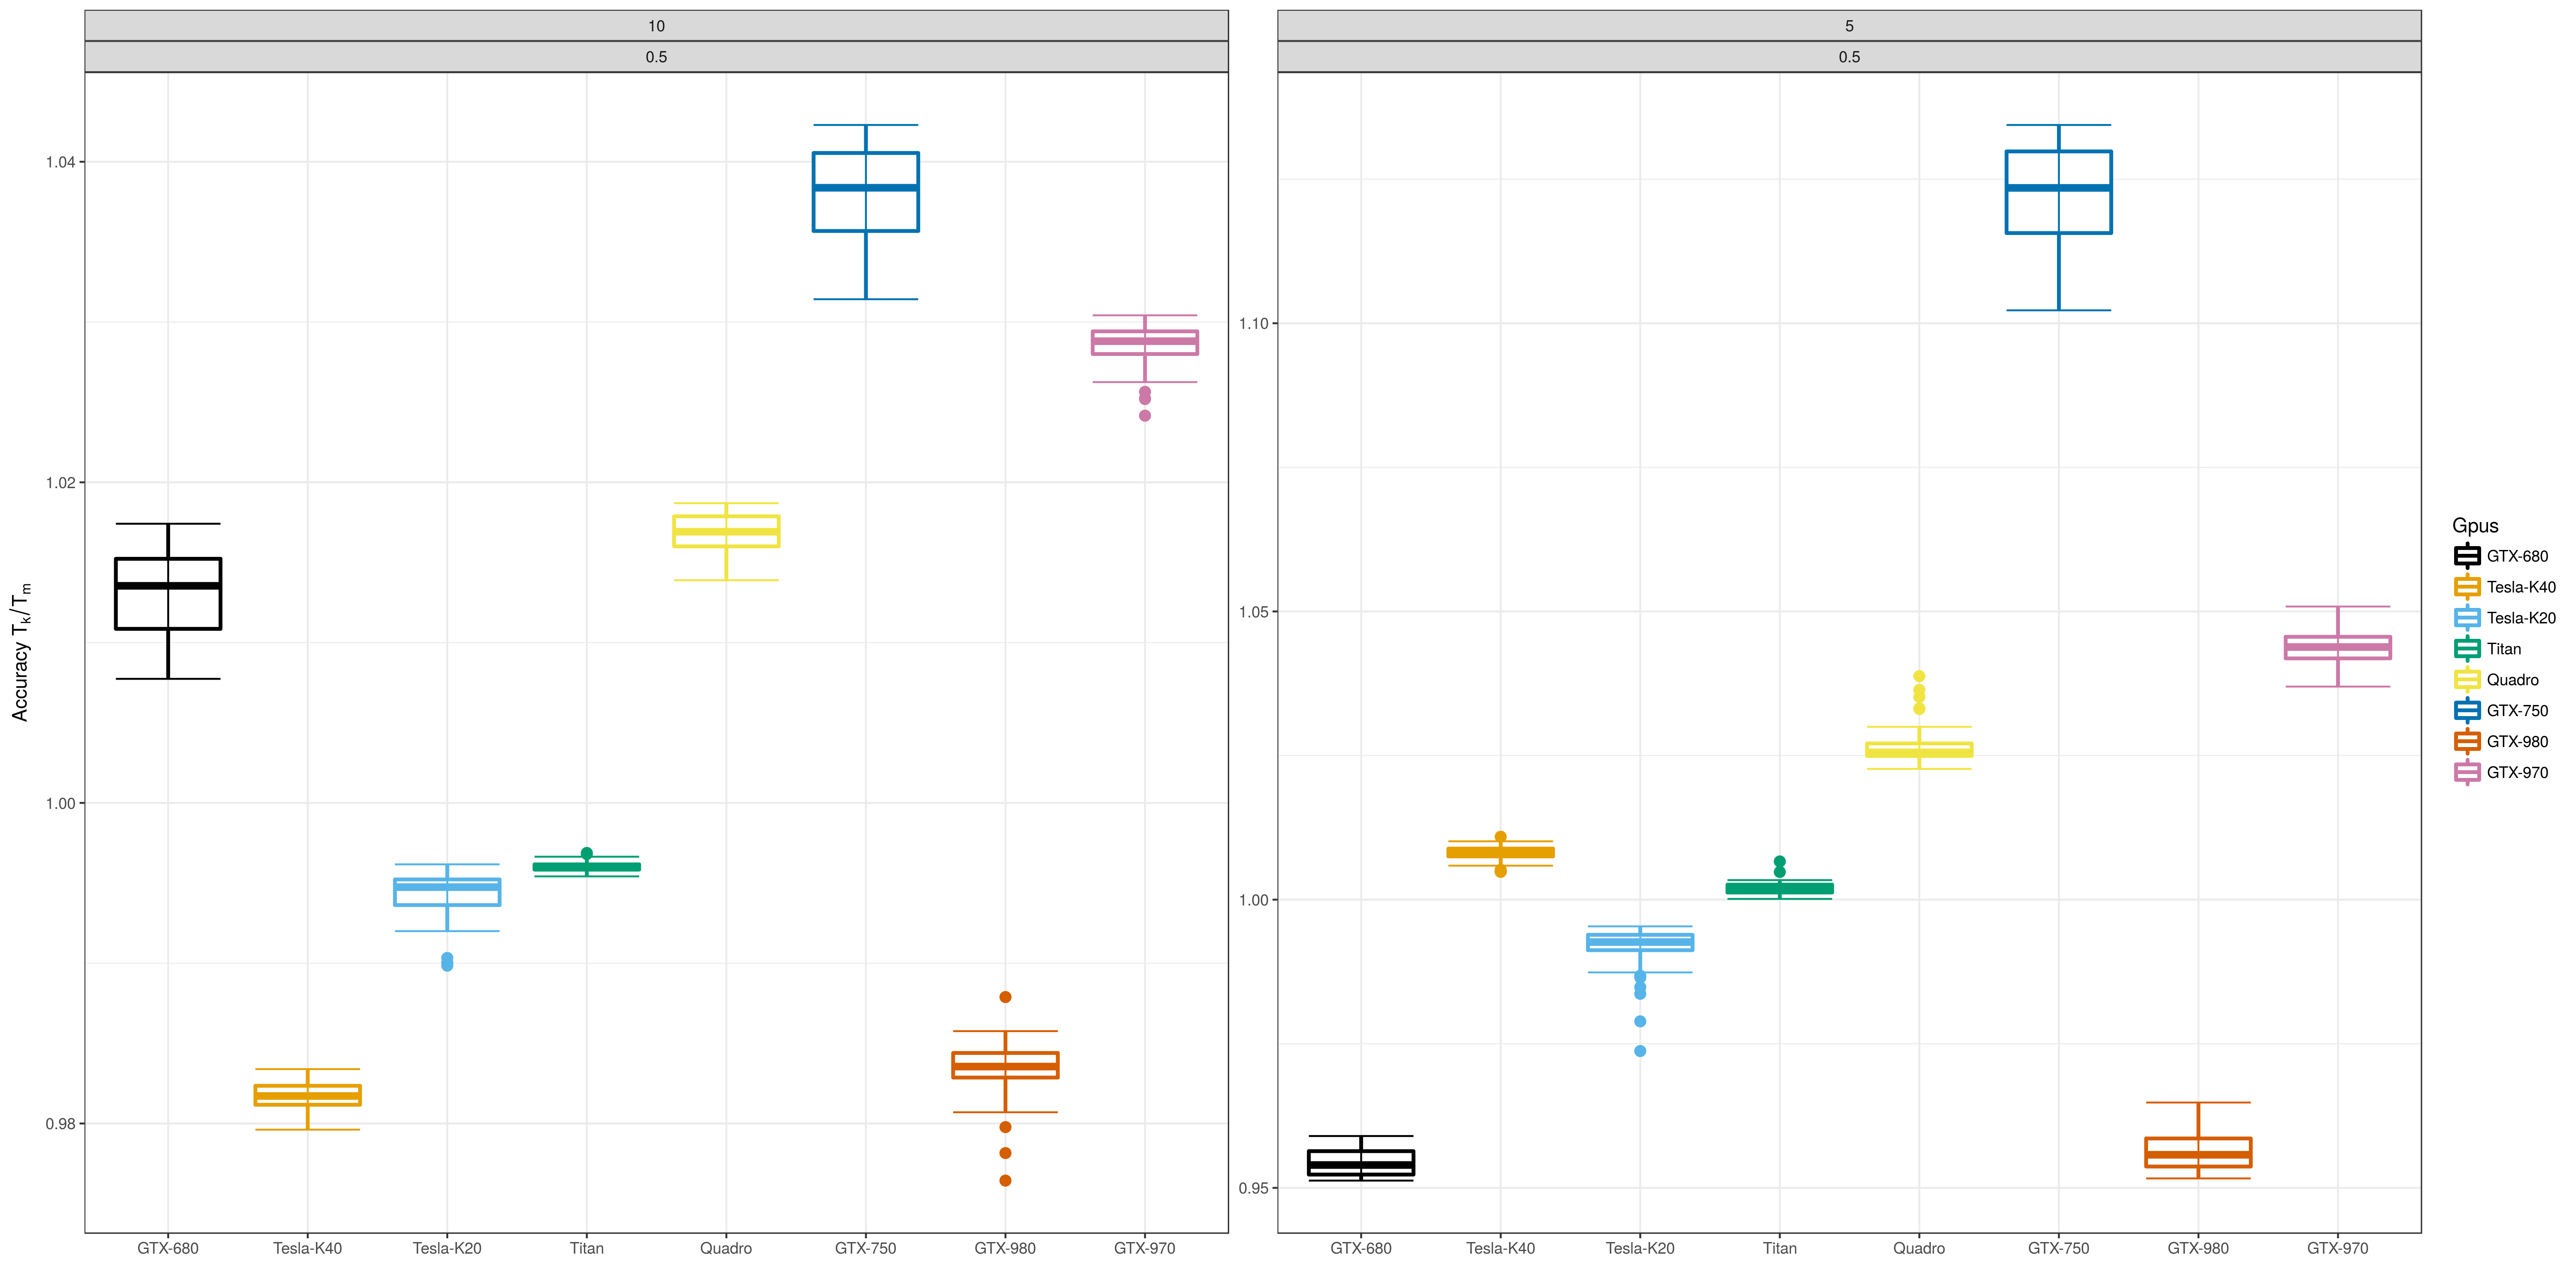 10
0.5
5
0.5
Accuracy Tk/Tm
1.04
1.02
1.00
0.98
GTX-680 Tesla-K40 Tesla-K20 Titan Quadro GTX-750 GTX-980 GTX-970
1.10
1.05
1.00
0.95
GTX-680 Tesla-K40 Tesla-K20 Titan Quadro GTX-750 GTX-980 GTX-970
Gpus
GTX-680
Tesla-K40
Tesla-K20
Titan
Quadro
GTX-750
GTX-980
GTX-970